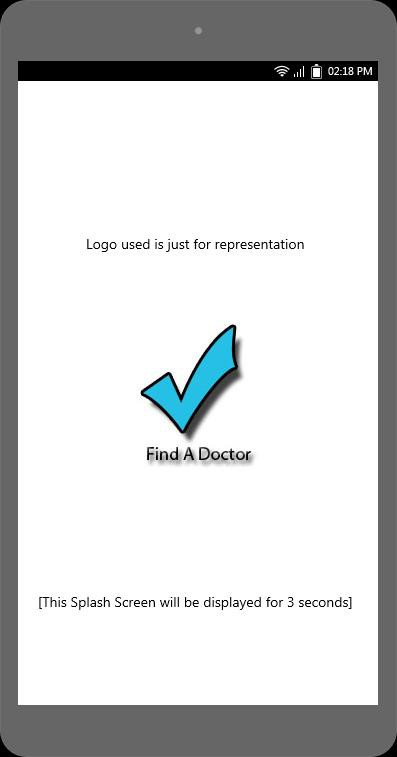 02:18 PM
Logo used is just for representation
Find A Doctor
[This Splash Screen will be displayed for 3 seconds]